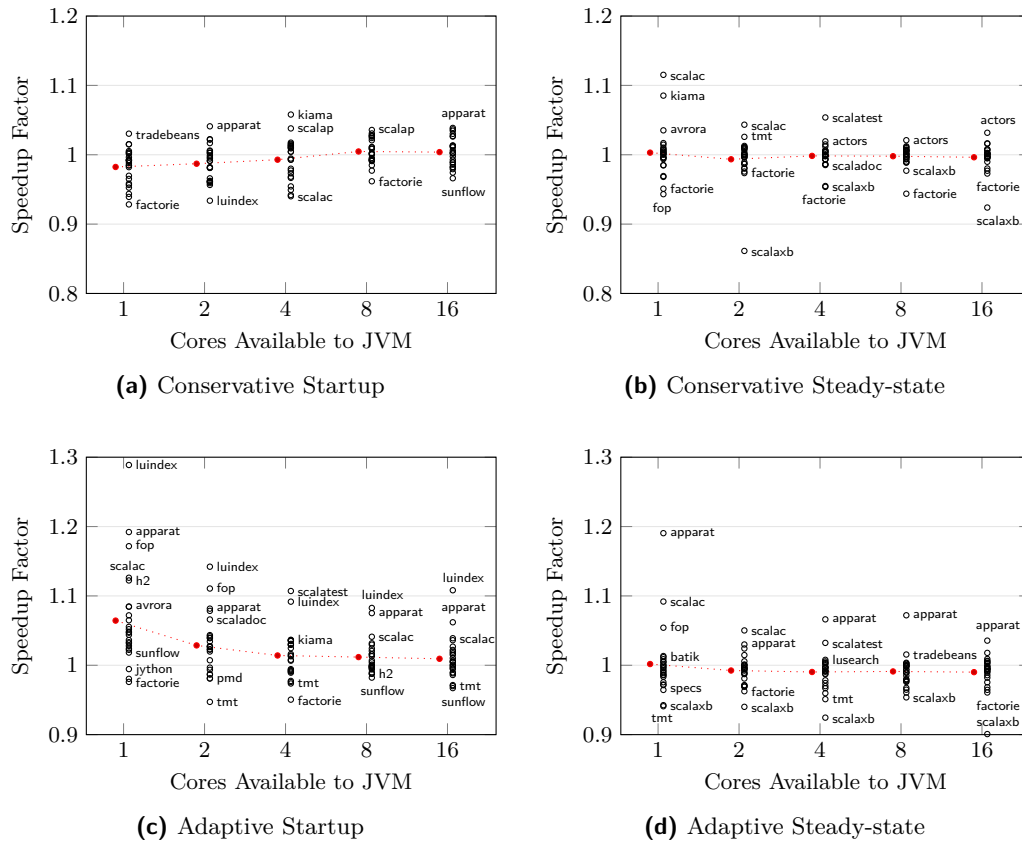 1.2
1.1
1
0.9
0.8
Speedup Factor
tradebeans
factorie
apparat
luindex
kiama
scalap
scalac
scalap
factorie
apparat
sunflow
1 2 4 8 16
Cores Available to JVM
(a) Conservative Startup
1.2
1.1
1
0.9
0.8
Speedup Factor
scalac
kiama
avrora
factorie
fop
scalac
tmt
factorie
scalaxb
scalatest
actors
scaladoc
scalaxb
factorie
actors
scalaxb
factorie
actors
factorie
scalaxb
1 2 4 8 16
Cores Available to JVM
(b) Conservative Steady-state
1.3
1.2
1.1
1
0.9
Speedup Factor
luindex
apparat
fop
scalac
h2
avrora
sunflow
jython
factorie
luindex
fop
apparat
scaladoc
pmd
tmt
scalatest
luindex
kiama
tmt
factorie
luindex
apparat
scalac
h2
sunflow
luindex
apparat
scalac
tmt
sunflow
1 2 4 8 16
Cores Available to JVM
(c) Adaptive Startup
1.3
1.2
1.1
1
0.9
Speedup Factor
apparat
scalac
fop
batik
specs
scalaxb
tmt
scalac
apparat
factorie
scalaxb
apparat
scalatest
lusearch
tmt
scalaxb
apparat
tradebeans
scalaxb
apparat
factorie
scalaxb
1 2 4 8 16
Cores Available to JVM
(d) Adaptive Steady-state